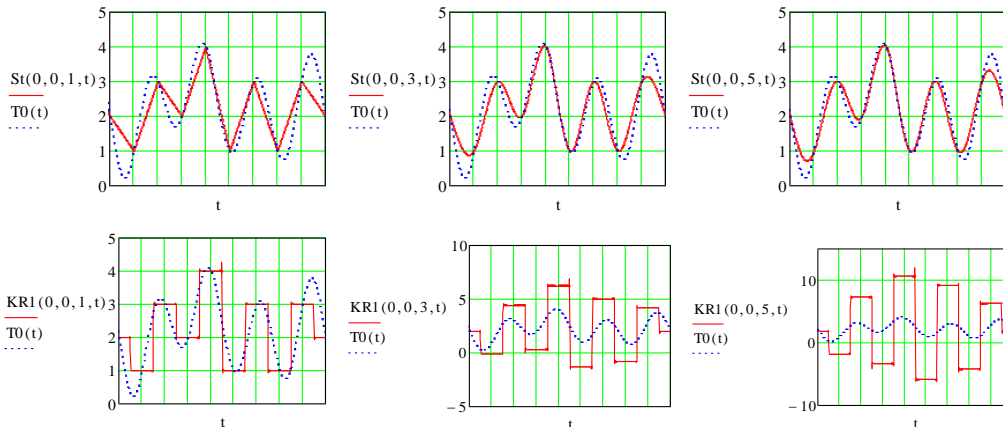 5
4
St(0,0,1,t) 3
T0(t) 2
1
0
t
5
4
St(0,0,3,t) 3
T0(t) 2
1
0
t
5
4
St(0,0,5,t) 3
T0(t) 2
1
0
t
5
4
KR1(0,0,1,t) 3
T0(t) 2
1
0
t
10
KR1(0,0,3,t) 5
T0(t) 0
−5
t
10
KR1(0,0,5,t)
T0(t) 0
−10
t